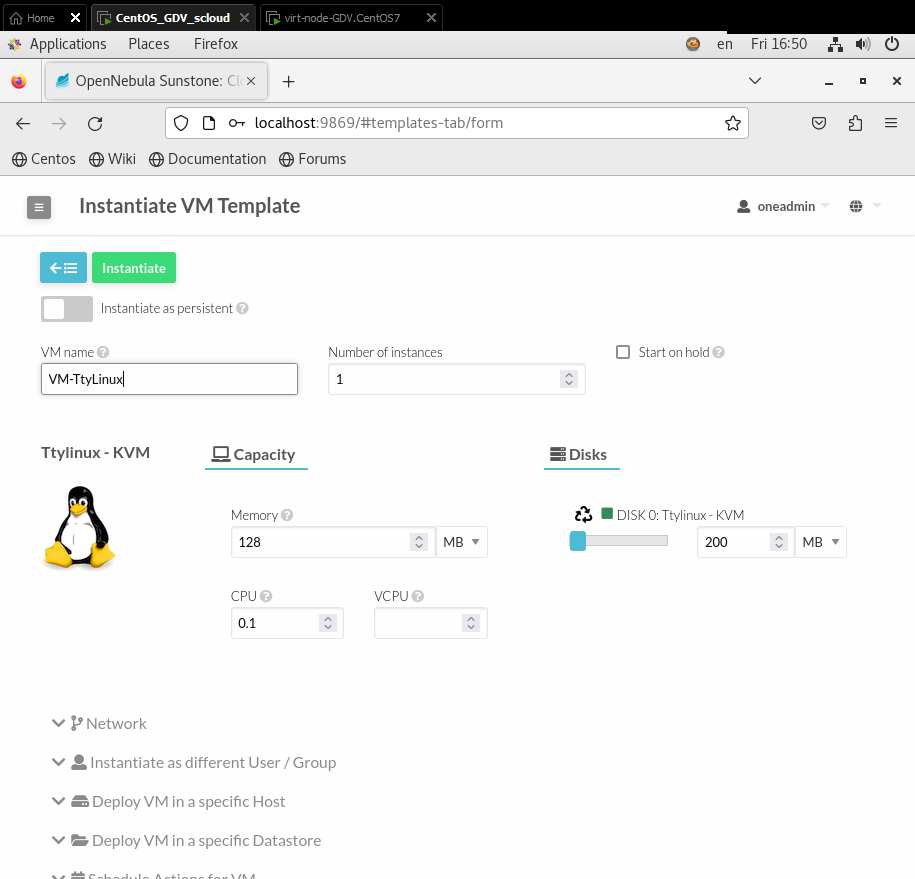 Home CentOS_GDV_scloud virt-node-GDV.CentOS7
Applications Places Firefox en Fri 16:50
OpenNebula Sunstone: Cl
localhost:9869/#templates-tab/form
Centos Wiki Documentation Forums
Instantiate VM Template oneadmin
Instantiate
Instantiate as persistent
VM name Number of instances Start on hold
VM-TtyLinux 1
Ttylinux - KVM Capacity Disks
Memory DISK 0: Ttylinux - KVM
128 MB 200 MB
CPU VCPU
0.1
Network
Instantiate as different User / Group
Deploy VM in a specific Host
Deploy VM in a specific Datastore
Schedule Actions for VM